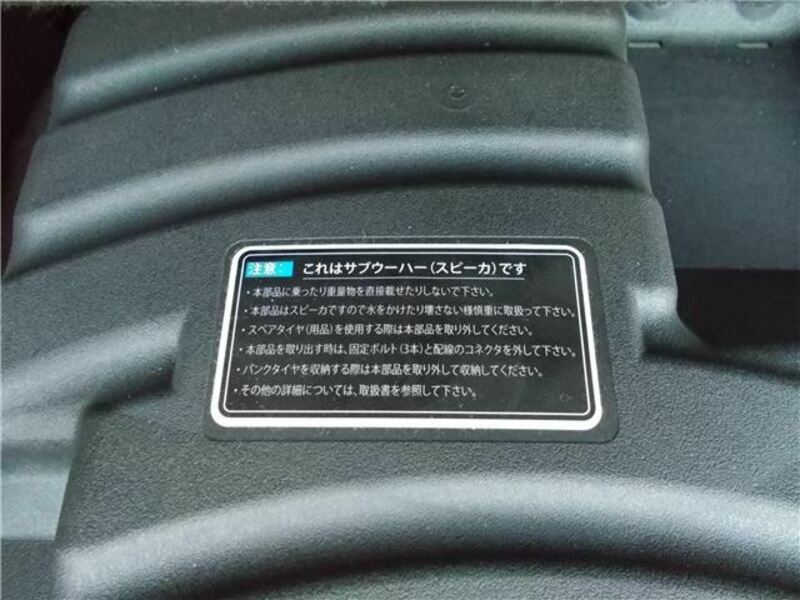 注意： これはサブウーハー(スピーカ)です
・本部品に乗ったり重量物を直接載せたりしないで下さい。
・本部品はスピーカですので水をかけたり壊さない様慎重に取扱って下さい。
・スペアタイヤ(用品)を使用する際は本部品を取り外してください。
・本部品を取り出す時は、固定ボルト(3本)と配線のコネクタを外して下さい。
・パンクタイヤを収納する際は本部品を取り外して収納してください。
・その他の詳細については、取扱書を参照して下さい。